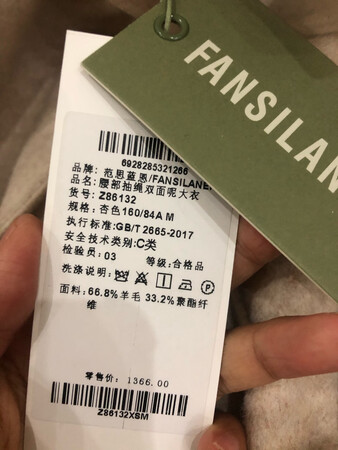 FANSILAN
6928285321266
品牌：范思蓝恩/FANSILANE
品名：腰部抽绳双面呢大衣
货号：Z86132
规格：杏色160/84A M
执行标准:GB/T 2665-2017
安全技术类别:C类
检验员：03 等级：合格品
洗涤说明：
面料：66.8%羊毛 33.2%聚酯纤
维
零售价： 1366.00
Z86132XSM